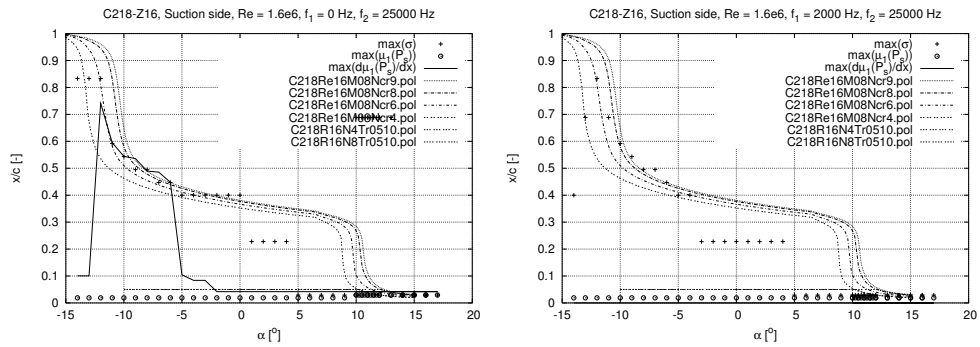 C218-Z16, Suction side, Re = 1.6e6, f₁ = 0 Hz, f₂ = 25000 Hz
max(σ)
max(μ₁(Pₛ))
max(dμ₁(Pₛ)/dx)
C218Re16M08Ncr9.pol
C218Re16M08Ncr8.pol
C218Re16M08Ncr6.pol
C218Re16M08Ncr4.pol
C218R16N4Tr0510.pol
C218R16N8Tr0510.pol
x/c [-]
1
0.9
0.8
0.7
0.6
0.5
0.4
0.3
0.2
0.1
0
-15 -10 -5 0 5 10 15 20
α [°]
C218-Z16, Suction side, Re = 1.6e6, f₁ = 2000 Hz, f₂ = 25000 Hz
max(σ)
max(μ₁(Pₛ))
max(dμ₁(Pₛ)/dx)
C218Re16M08Ncr9.pol
C218Re16M08Ncr8.pol
C218Re16M08Ncr6.pol
C218Re16M08Ncr4.pol
C218R16N4Tr0510.pol
C218R16N8Tr0510.pol
x/c [-]
1
0.9
0.8
0.7
0.6
0.5
0.4
0.3
0.2
0.1
0
-15 -10 -5 0 5 10 15 20
α [°]